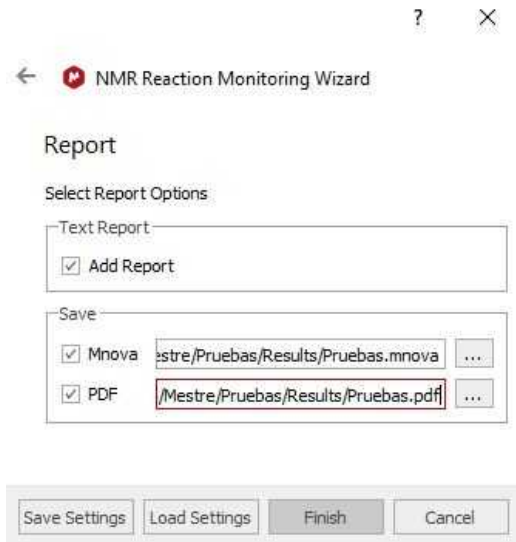 ?
NMR Reaction Monitoring Wizard
Report
Select Report Options
Text Report
Add Report
Save
Mnova estre/Pruebas/Results/Pruebas.mnova ...
PDF /Mestre/Pruebas/Results/Pruebas.pdf ...
Save Settings Load Settings Finish Cancel